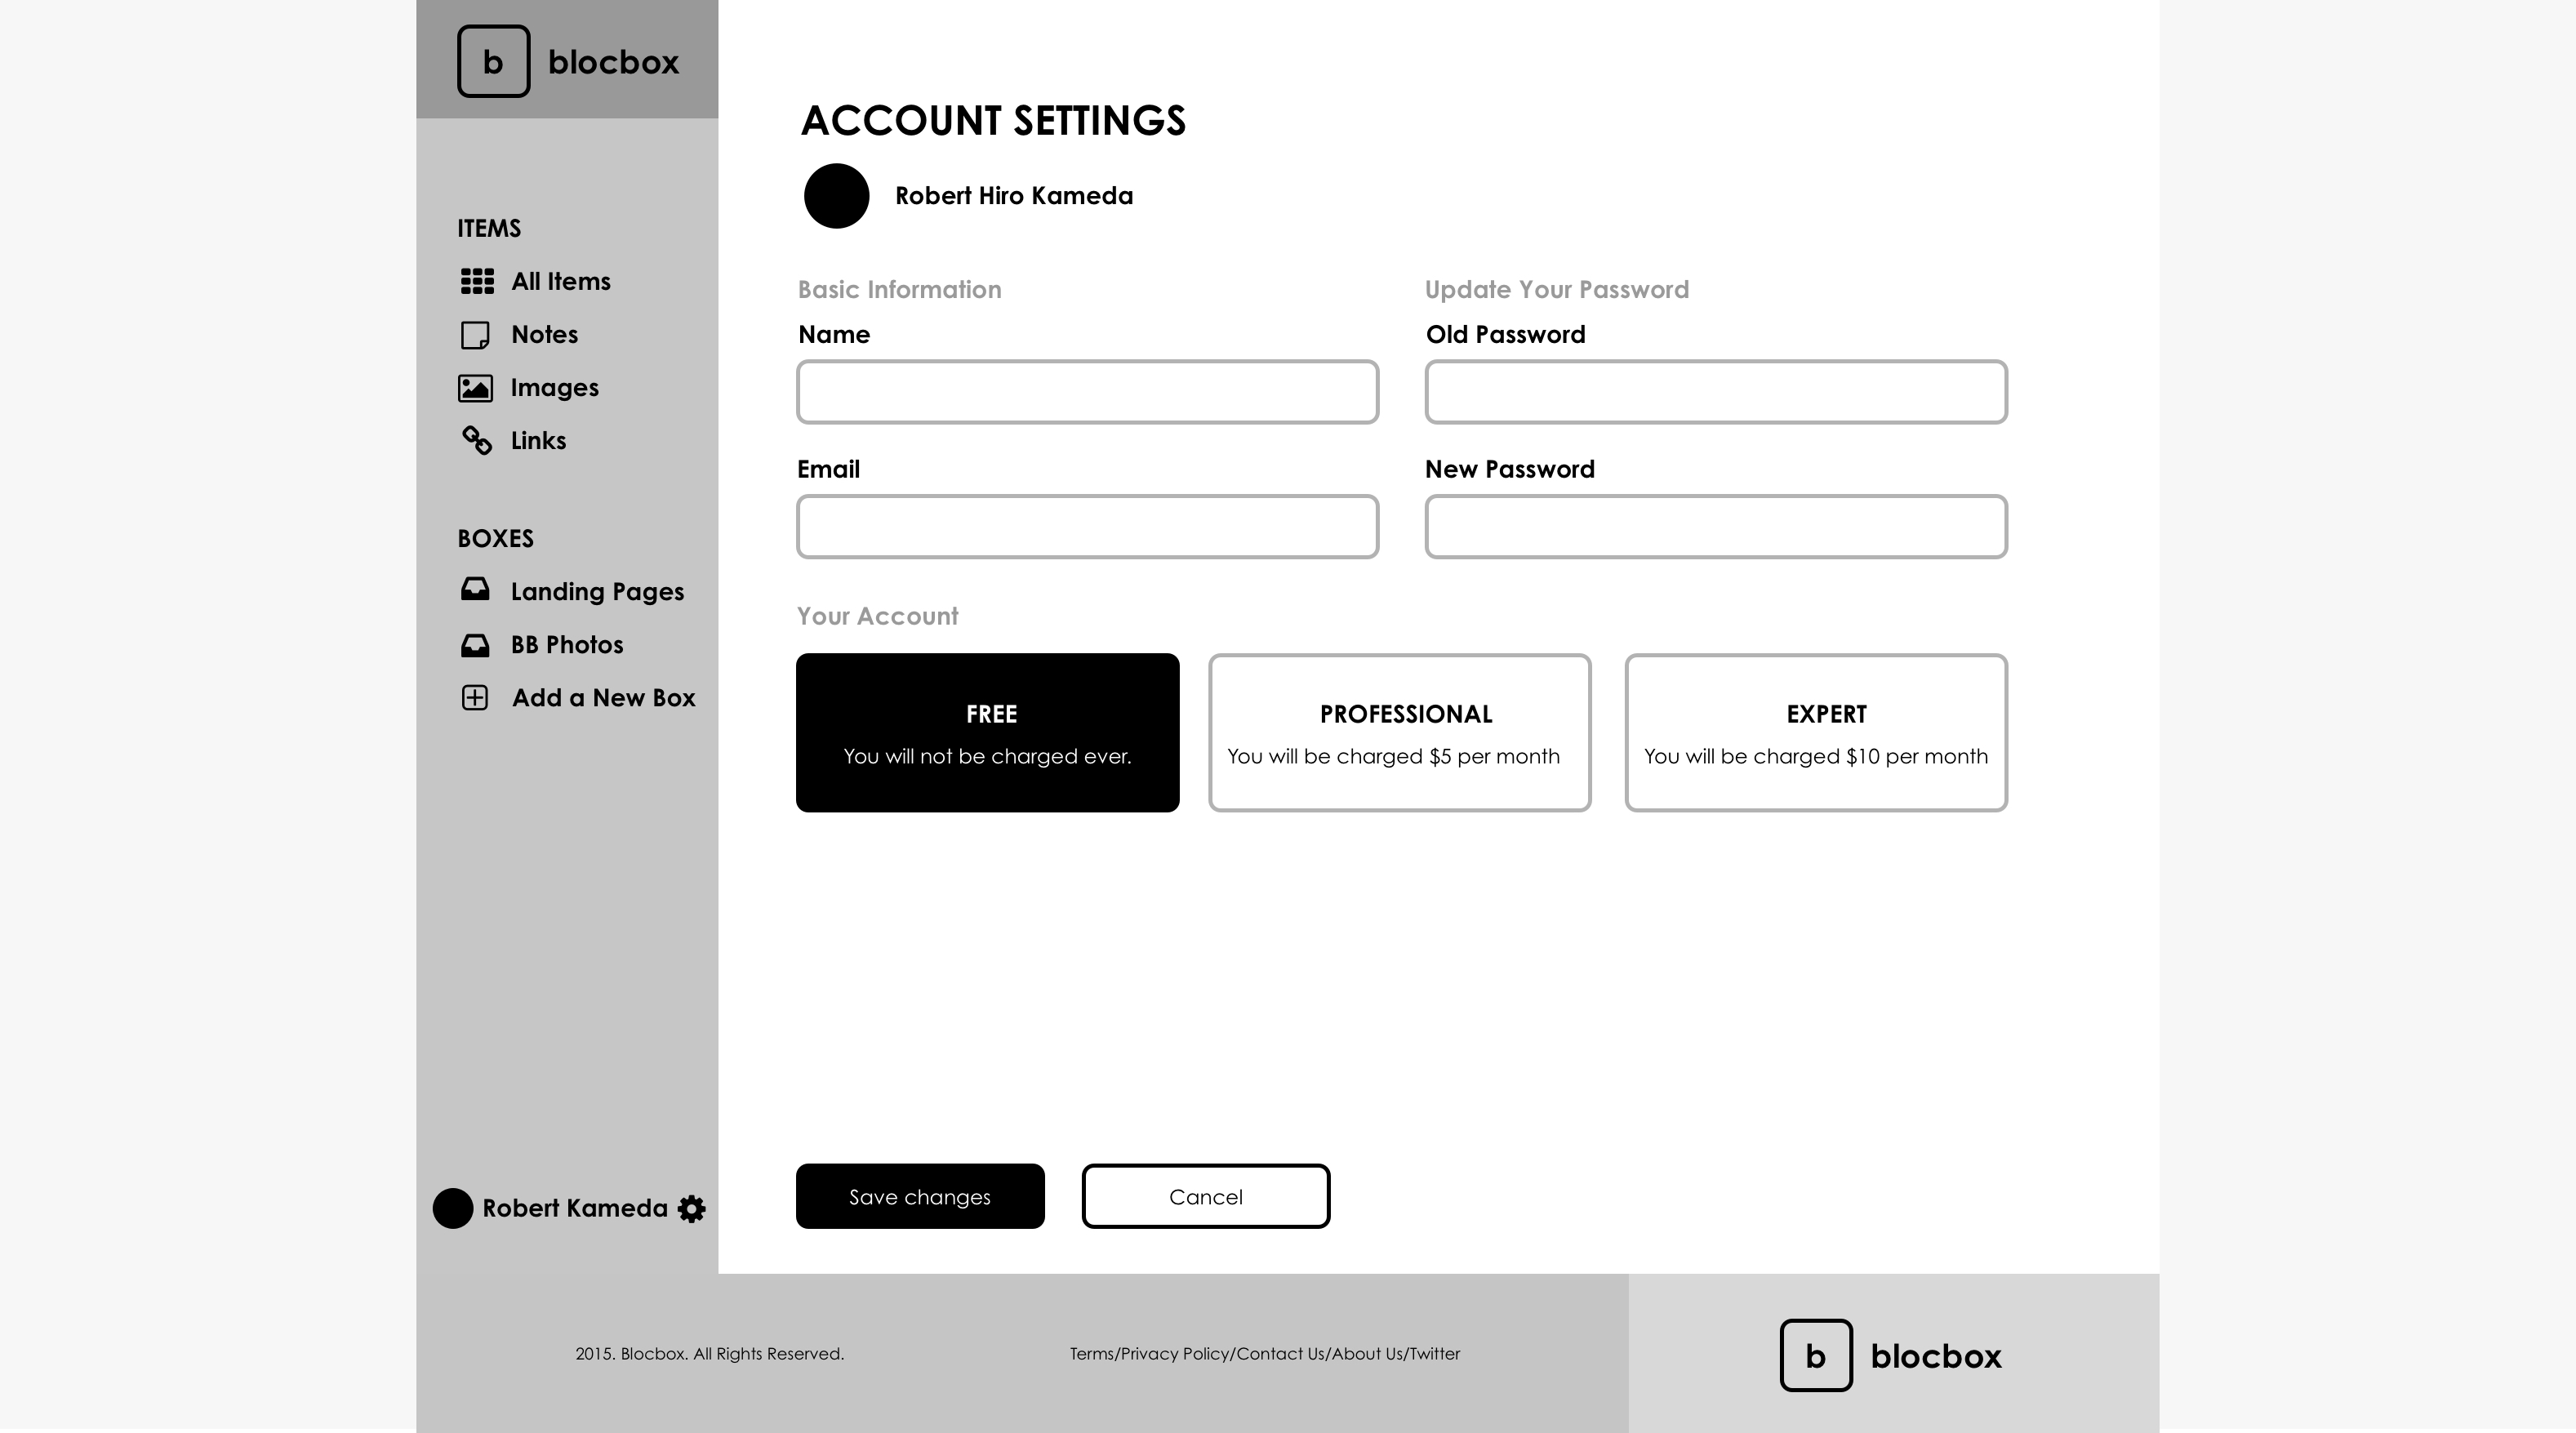 b blocbox
ITEMS
All Items
Notes
Images
Links
BOXES
Landing Pages
BB Photos
Add a New Box
Robert Kameda
ACCOUNT SETTINGS
Robert Hiro Kameda
Basic Information
Name
Email
Update Your Password
Old Password
New Password
Your Account
FREE
You will not be charged ever.
PROFESSIONAL
You will be charged $5 per month
EXPERT
You will be charged $10 per month
Save changes
Cancel
2015. Blocbox. All Rights Reserved.
Terms/Privacy Policy/Contact Us/About Us/Twitter
b blocbox